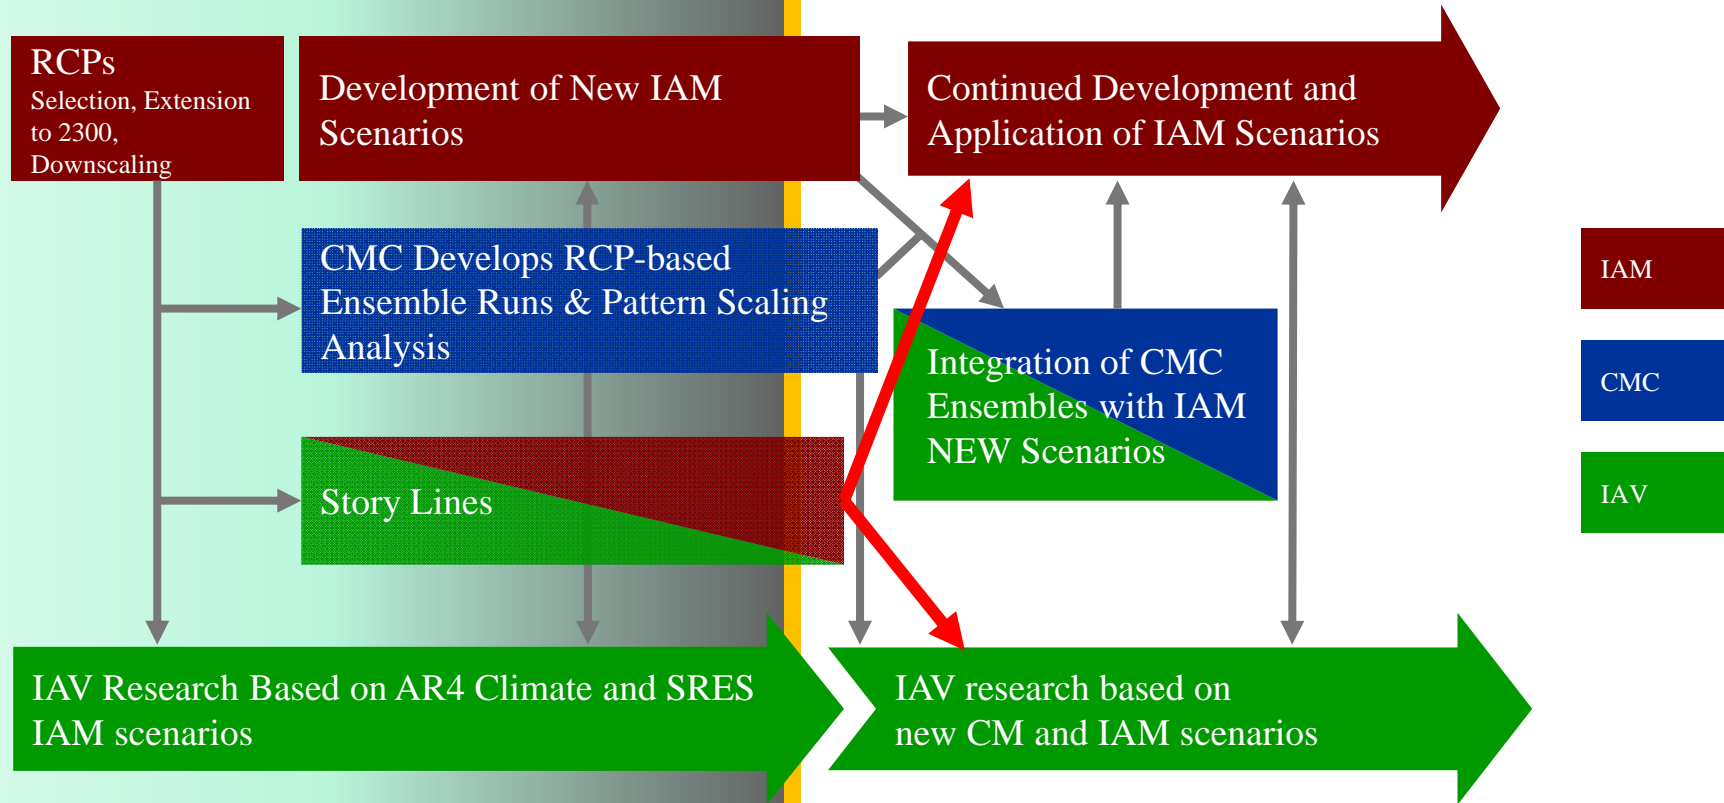 RCPs
Selection, Extension
to 2300,
Downscaling
Development of New IAM
Scenarios
Continued Development and
Application of IAM Scenarios
CMC Develops RCP-based
Ensemble Runs & Pattern Scaling
Analysis
Integration of CMC
Ensembles with IAM
NEW Scenarios
Story Lines
IAV Research Based on AR4 Climate and SRES
IAM scenarios
IAV research based on
new CM and IAM scenarios
IAM
CMC
IAV